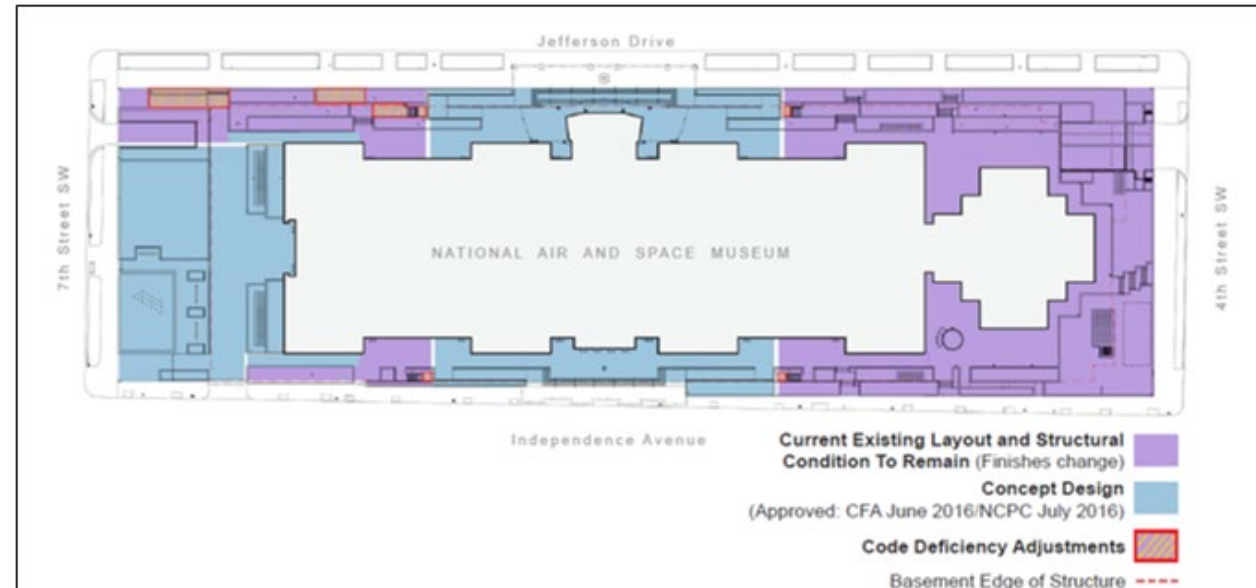 Jefferson Drive
7th Street SW
NATIONAL AIR AND SPACE MUSEUM
4th Street SW
Independence Avenue
Current Existing Layout and Structural
Condition To Remain (Finishes change)
Concept Design
(Approved: CFA June 2016/NCPC July 2016)
Code Deficiency Adjustments
Basement Edge of Structure